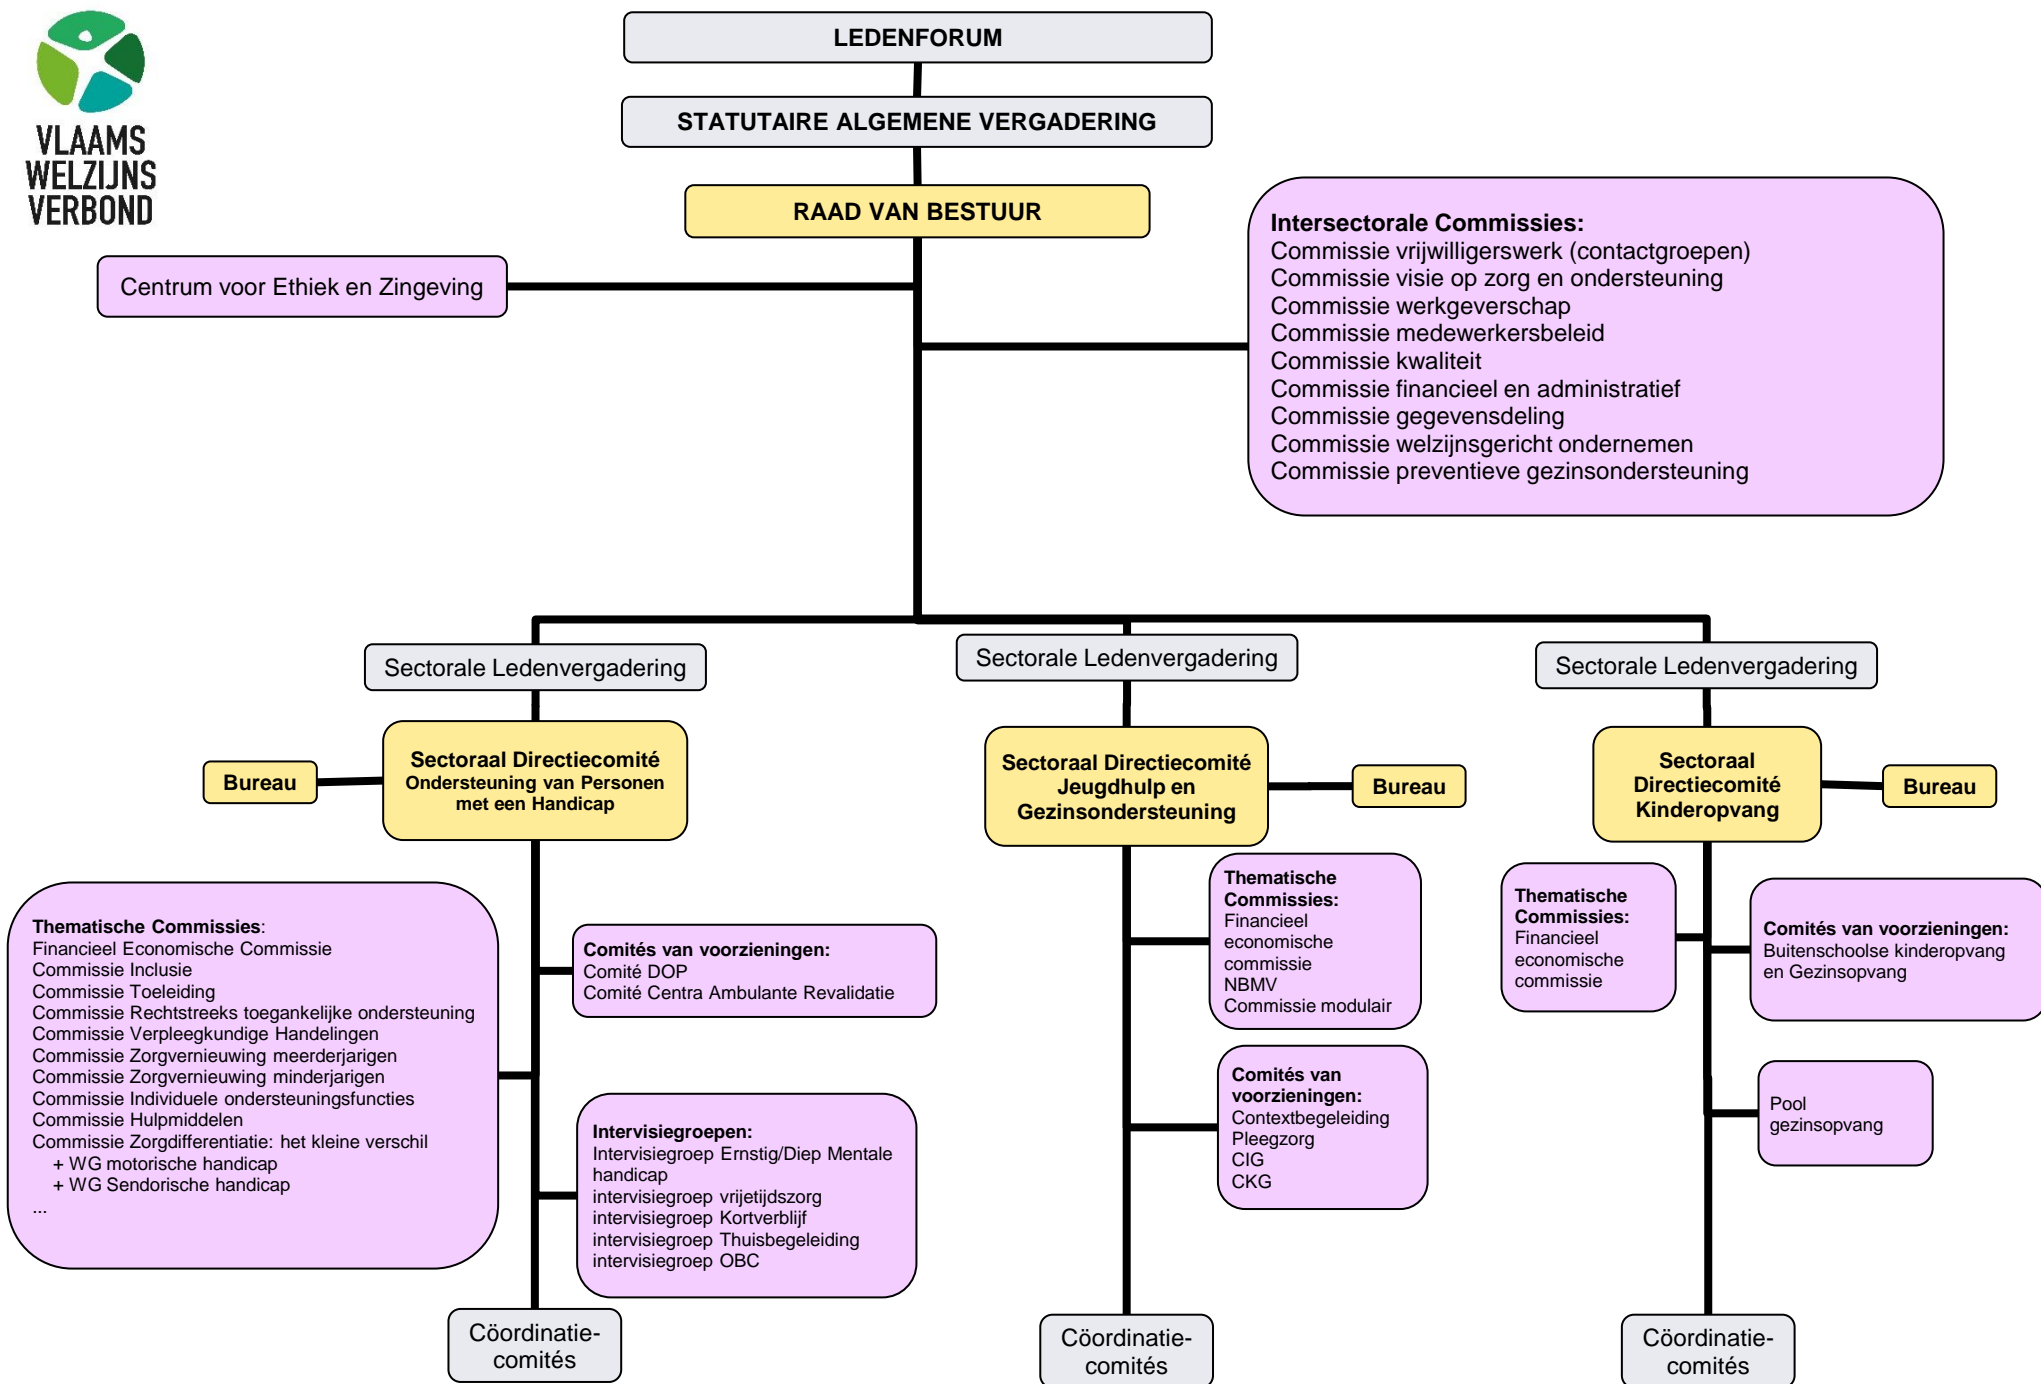 VLAAMS
WELZIJNS
VERBOND
LEDENFORUM
STATUTAIRE ALGEMENE VERGADERING
RAAD VAN BESTUUR
Centrum voor Ethiek en Zingeving
Intersectorale Commissies:
Commissie vrijwilligerswerk (contactgroepen)
Commissie visie op zorg en ondersteuning
Commissie werkgeverschap
Commissie medewerkersbeleid
Commissie kwaliteit
Commissie financieel en administratief
Commissie gegevensdeling
Commissie welzijnsgericht ondernemen
Commissie preventieve gezinsondersteuning
Sectorale Ledenvergadering
Sectorale Ledenvergadering
Sectorale Ledenvergadering
Bureau
Sectoraal Directiecomité
Ondersteuning van Personen
met een Handicap
Sectoraal Directiecomité
Jeugdhulp en
Gezinsondersteuning
Bureau
Sectoraal
Directiecomité
Kinderopvang
Bureau
Thematische Commissies:
Financieel Economische Commissie
Commissie Inclusie
Commissie Toeleiding
Commissie Rechtstreeks toegankelijke ondersteuning
Commissie Verpleegkundige Handelingen
Commissie Zorgvernieuwing meerderjarigen
Commissie Zorgvernieuwing minderjarigen
Commissie Individuele ondersteuningsfuncties
Commissie Hulpmiddelen
Commissie Zorgdifferentiatie: het kleine verschil
+ WG motorische handicap
+ WG Sendorische handicap
...
Comités van voorzieningen:
Comité DOP
Comité Centra Ambulante Revalidatie
Intervisiegroepen:
Intervisiegroep Ernstig/Diep Mentale
handicap
intervisiegroep vrijetijdszorg
intervisiegroep Kortverblijf
intervisiegroep Thuisbegeleiding
intervisiegroep OBC
Thematische
Commissies:
Financieel
economische
commissie
NBMV
Commissie modulair
Comités van
voorzieningen:
Contextbegeleiding
Pleegzorg
CIG
CKG
Thematische
Commissies:
Financieel
economische
commissie
Comités van voorzieningen:
Buitenschoolse kinderopvang
en Gezinsopvang
Pool
gezinsopvang
Cöordinatie-
comités
Cöordinatie-
comités
Cöordinatie-
comités